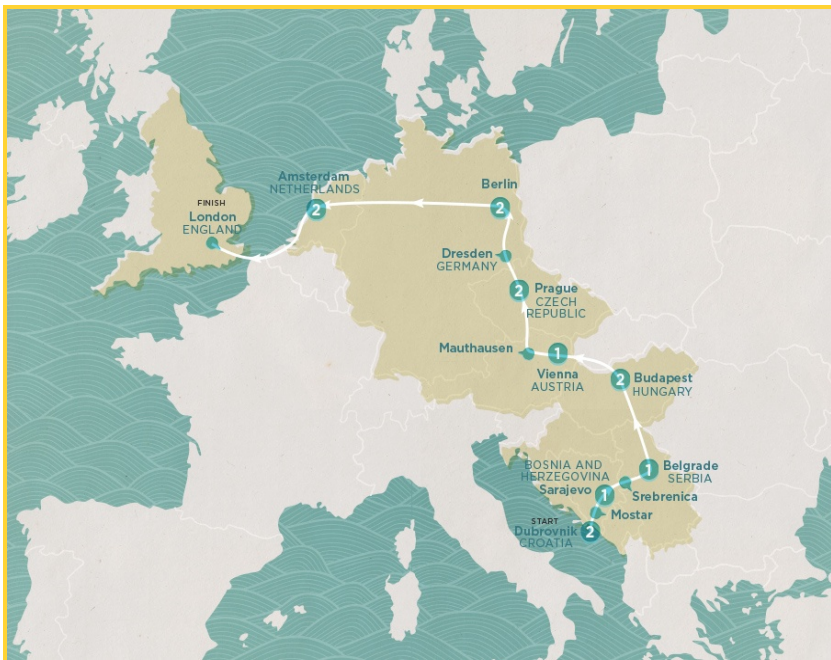 Amsterdam
NETHERLANDS
2
Berlin
2
FINISH
London
ENGLAND
Dresden
GERMANY
2
Prague
CZECH
REPUBLIC
Mauthausen
1
Vienna
AUSTRIA
2
Budapest
HUNGARY
BOSNIA AND
HERZEGOVINA
Sarajevo
1
1
Belgrade
SERBIA
Srebrenica
Mostar
START
Dubrovnik
CROATIA
2